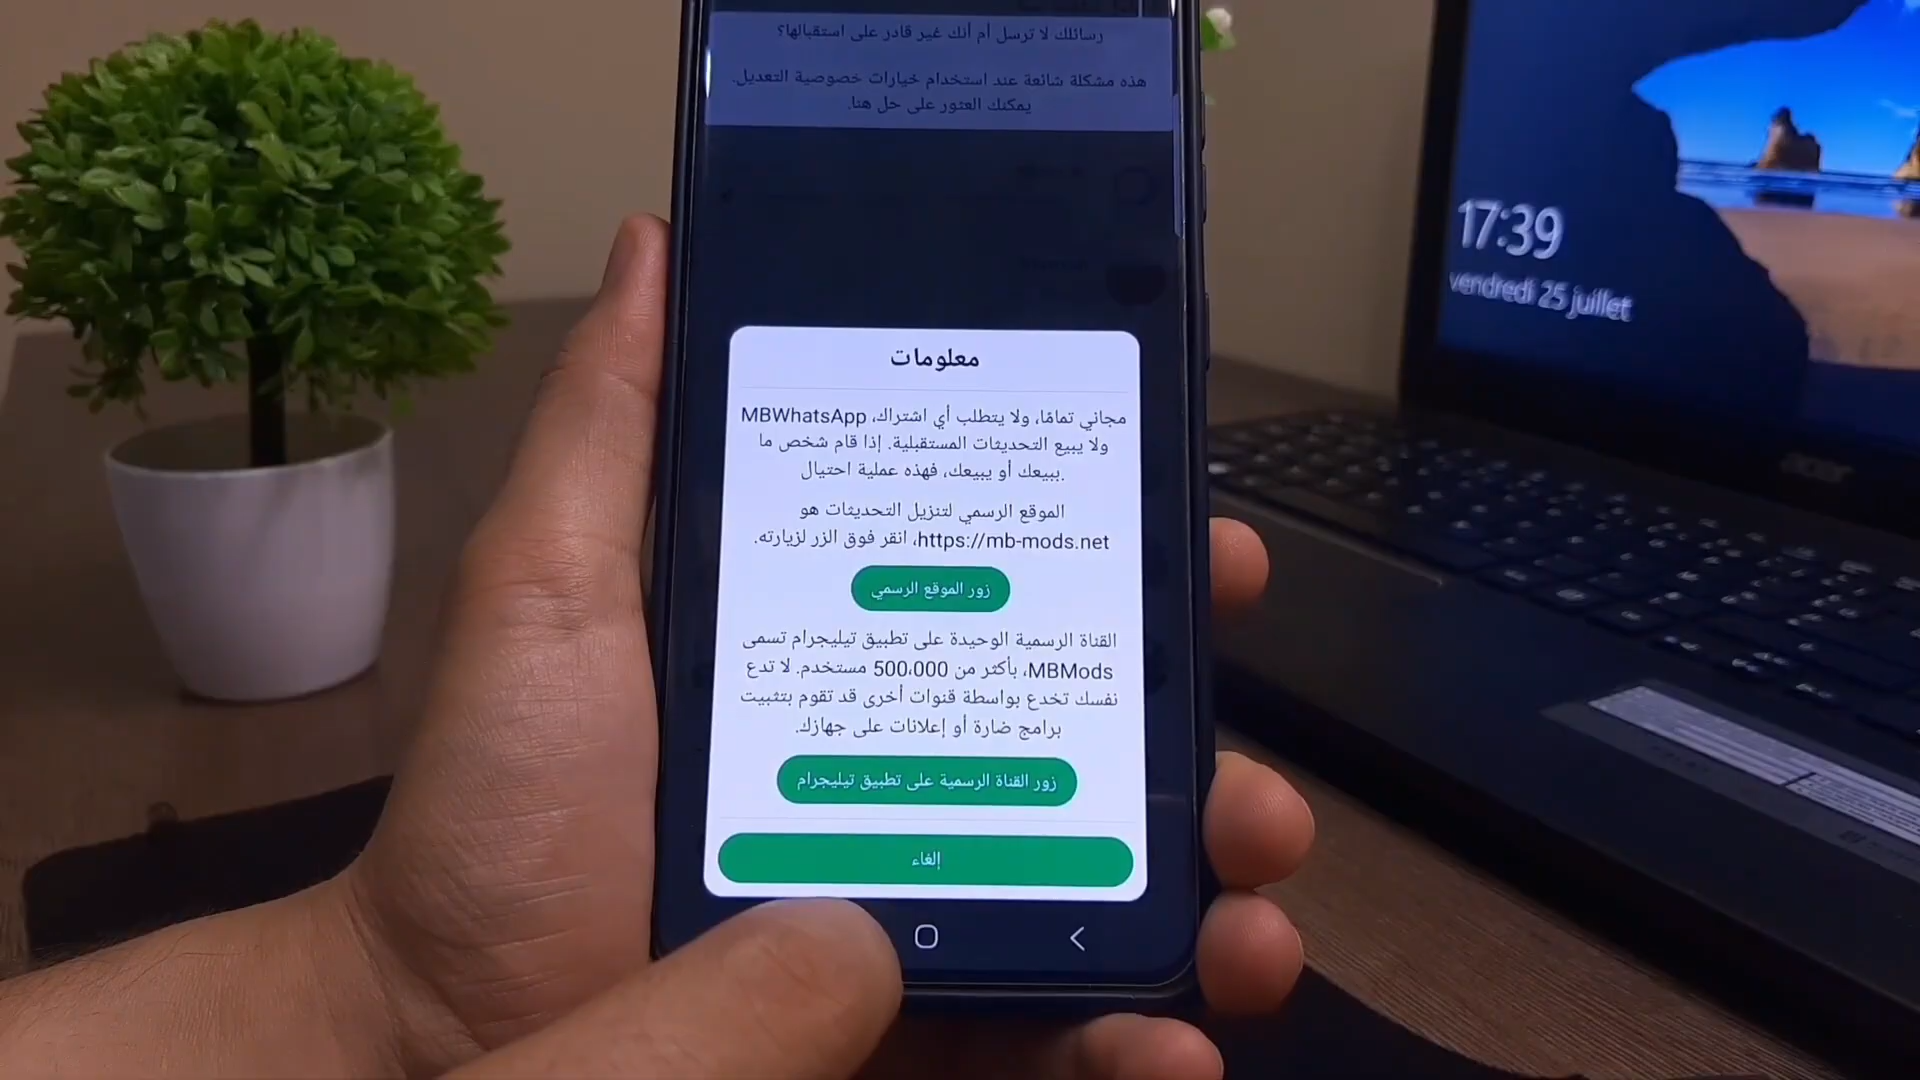 رسائلك لا ترسل أم أنك غير قادر على استقبالها؟
هذه مشكلة شائعة عند استخدام خيارات خصوصية التعديل.
يمكنك العثور على حل هنا.
معلومات
مجاني تمامًا، ولا يتطلب أي اشتراك، MBWhatsApp
ولا يبيع التحديثات المستقبلية. إذا قام شخص ما
ببيعك أو يبيعك، فهذه عملية احتيال.
الموقع الرسمي لتنزيل التحديثات هو
https://mb-mods.net، انقر فوق الزر لزيارته.
زور الموقع الرسمي
القناة الرسمية الوحيدة على تطبيق تيليجرام تسمى
MBMods، بأكثر من 500،000 مستخدم. لا تدع
نفسك تخدع بواسطة قنوات أخرى قد تقوم بتثبيت
برامج ضارة أو إعلانات على جهازك.
زور القناة الرسمية على تطبيق تيليجرام
إلغاء
17:39
vendredi 25 juillet
acer